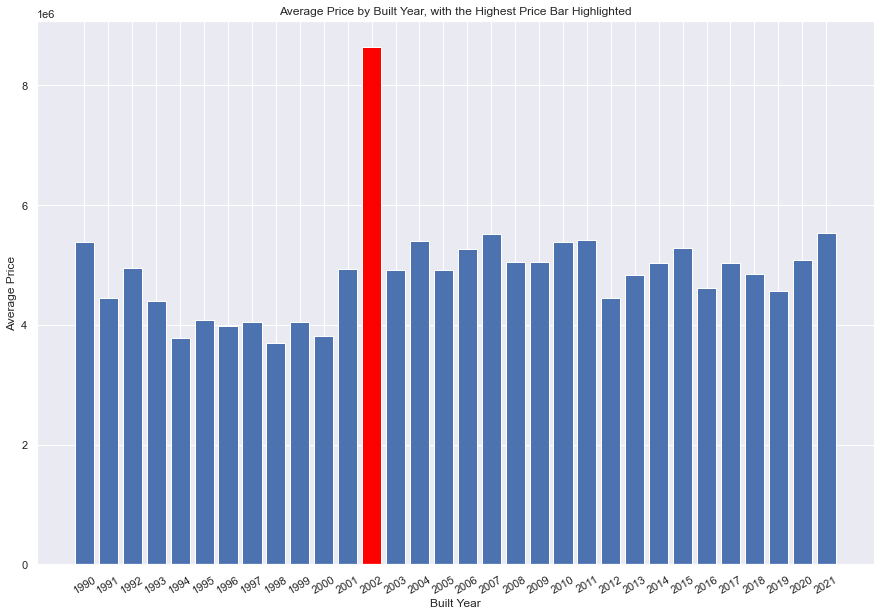 Average Price by Built Year, with the Highest Price Bar Highlighted
1e6
8
6
4
2
0
Average Price
1990 1991 1992 1993 1994 1995 1996 1997 1998 1999 2000 2001 2002 2003 2004 2005 2006 2007 2008 2009 2010 2011 2012 2013 2014 2015 2016 2017 2018 2019 2020 2021
Built Year